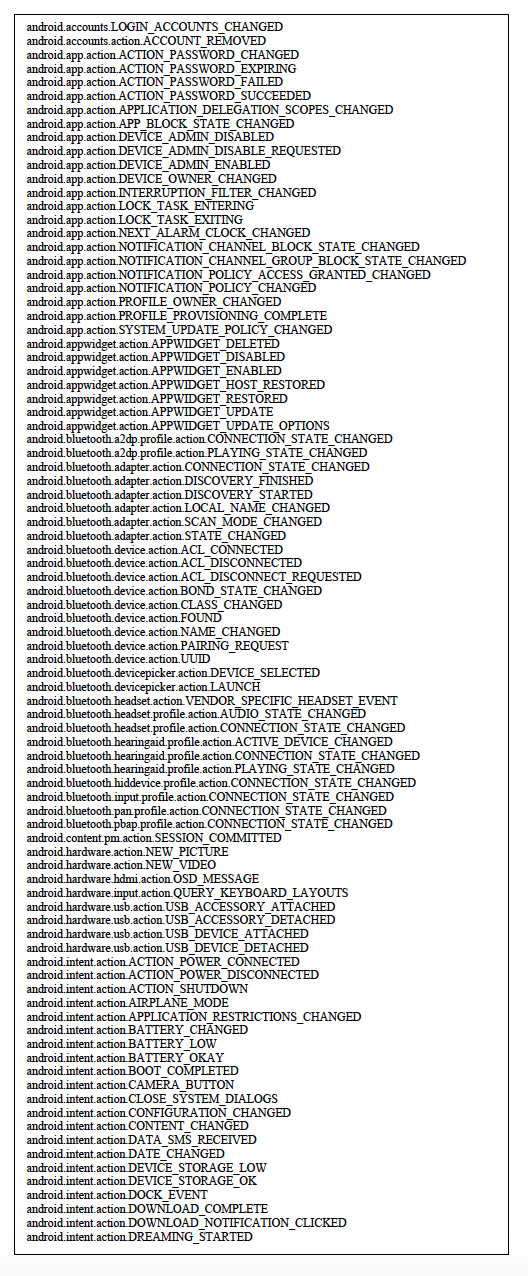 android.accounts.LOGIN_ACCOUNTS_CHANGED
android.accounts.action.ACCOUNT_REMOVED
android.app.action.ACTION_PASSWORD_CHANGED
android.app.action.ACTION_PASSWORD_EXPIRING
android.app.action.ACTION_PASSWORD_FAILED
android.app.action.ACTION_PASSWORD_SUCCEEDED
android.app.action.APPLICATION_DELEGATION_SCOPES_CHANGED
android.app.action.APP_BLOCK_STATE_CHANGED
android.app.action.DEVICE_ADMIN_DISABLED
android.app.action.DEVICE_ADMIN_DISABLE_REQUESTED
android.app.action.DEVICE_ADMIN_ENABLED
android.app.action.DEVICE_OWNER_CHANGED
android.app.action.INTERRUPTION_FILTER_CHANGED
android.app.action.LOCK_TASK_ENTERING
android.app.action.LOCK_TASK_EXITING
android.app.action.NEXT_ALARM_CLOCK_CHANGED
android.app.action.NOTIFICATION_CHANNEL_BLOCK_STATE_CHANGED
android.app.action.NOTIFICATION_CHANNEL_GROUP_BLOCK_STATE_CHANGED
android.app.action.NOTIFICATION_POLICY_ACCESS_GRANTED_CHANGED
android.app.action.NOTIFICATION_POLICY_CHANGED
android.app.action.PROFILE_OWNER_CHANGED
android.app.action.PROFILE_PROVISIONING_COMPLETE
android.app.action.SYSTEM_UPDATE_POLICY_CHANGED
android.appwidget.action.APPWIDGET_DELETED
android.appwidget.action.APPWIDGET_DISABLED
android.appwidget.action.APPWIDGET_ENABLED
android.appwidget.action.APPWIDGET_HOST_RESTORED
android.appwidget.action.APPWIDGET_RESTORED
android.appwidget.action.APPWIDGET_UPDATE
android.appwidget.action.APPWIDGET_UPDATE_OPTIONS
android.bluetooth.a2dp.profile.action.CONNECTION_STATE_CHANGED
android.bluetooth.a2dp.profile.action.PLAYING_STATE_CHANGED
android.bluetooth.adapter.action.CONNECTION_STATE_CHANGED
android.bluetooth.adapter.action.DISCOVERY_FINISHED
android.bluetooth.adapter.action.DISCOVERY_STARTED
android.bluetooth.adapter.action.LOCAL_NAME_CHANGED
android.bluetooth.adapter.action.SCAN_MODE_CHANGED
android.bluetooth.adapter.action.STATE_CHANGED
android.bluetooth.device.action.ACL_CONNECTED
android.bluetooth.device.action.ACL_DISCONNECTED
android.bluetooth.device.action.ACL_DISCONNECT_REQUESTED
android.bluetooth.device.action.BOND_STATE_CHANGED
android.bluetooth.device.action.CLASS_CHANGED
android.bluetooth.device.action.FOUND
android.bluetooth.device.action.NAME_CHANGED
android.bluetooth.device.action.PAIRING_REQUEST
android.bluetooth.device.action.UUID
android.bluetooth.devicepicker.action.DEVICE_SELECTED
android.bluetooth.devicepicker.action.LAUNCH
android.bluetooth.headset.action.VENDOR_SPECIFIC_HEADSET_EVENT
android.bluetooth.headset.profile.action.AUDIO_STATE_CHANGED
android.bluetooth.headset.profile.action.CONNECTION_STATE_CHANGED
android.bluetooth.hearingaid.profile.action.ACTIVE_DEVICE_CHANGED
android.bluetooth.hearingaid.profile.action.CONNECTION_STATE_CHANGED
android.bluetooth.hearingaid.profile.action.PLAYING_STATE_CHANGED
android.bluetooth.hiddevice.profile.action.CONNECTION_STATE_CHANGED
android.bluetooth.input.profile.action.CONNECTION_STATE_CHANGED
android.bluetooth.pan.profile.action.CONNECTION_STATE_CHANGED
android.bluetooth.pbap.profile.action.CONNECTION_STATE_CHANGED
android.content.pm.action.SESSION_COMMITTED
android.hardware.action.NEW_PICTURE
android.hardware.action.NEW_VIDEO
android.hardware.hdmi.action.OSD_MESSAGE
android.hardware.input.action.QUERY_KEYBOARD_LAYOUTS
android.hardware.usb.action.USB_ACCESSORY_ATTACHED
android.hardware.usb.action.USB_ACCESSORY_DETACHED
android.hardware.usb.action.USB_DEVICE_ATTACHED
android.hardware.usb.action.USB_DEVICE_DETACHED
android.intent.action.ACTION_POWER_CONNECTED
android.intent.action.ACTION_POWER_DISCONNECTED
android.intent.action.ACTION_SHUTDOWN
android.intent.action.AIRPLANE_MODE
android.intent.action.APPLICATION_RESTRICTIONS_CHANGED
android.intent.action.BATTERY_CHANGED
android.intent.action.BATTERY_LOW
android.intent.action.BATTERY_OKAY
android.intent.action.BOOT_COMPLETED
android.intent.action.CAMERA_BUTTON
android.intent.action.CLOSE_SYSTEM_DIALOGS
android.intent.action.CONFIGURATION_CHANGED
android.intent.action.CONTENT_CHANGED
android.intent.action.DATA_SMS_RECEIVED
android.intent.action.DATE_CHANGED
android.intent.action.DEVICE_STORAGE_LOW
android.intent.action.DEVICE_STORAGE_OK
android.intent.action.DOCK_EVENT
android.intent.action.DOWNLOAD_COMPLETE
android.intent.action.DOWNLOAD_NOTIFICATION_CLICKED
android.intent.action.DREAMING_STARTED